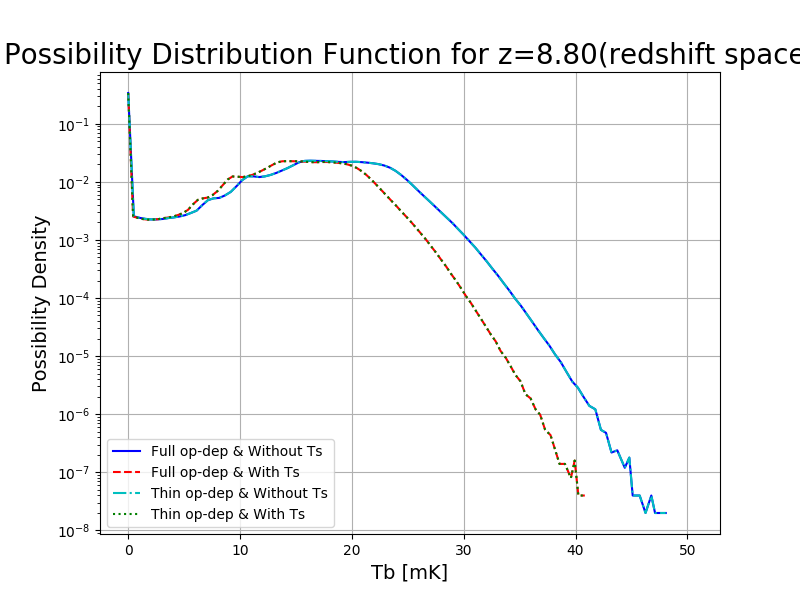 Possibility Distribution Function for z=8.80(redshift space
10⁻¹
10⁻²
10⁻³
10⁻⁴
10⁻⁵
10⁻⁶
10⁻⁷
10⁻⁸
Possibility Density
Full op-dep & Without Ts
Full op-dep & With Ts
Thin op-dep & Without Ts
Thin op-dep & With Ts
0 10 20 30 40 50
Tb [mK]